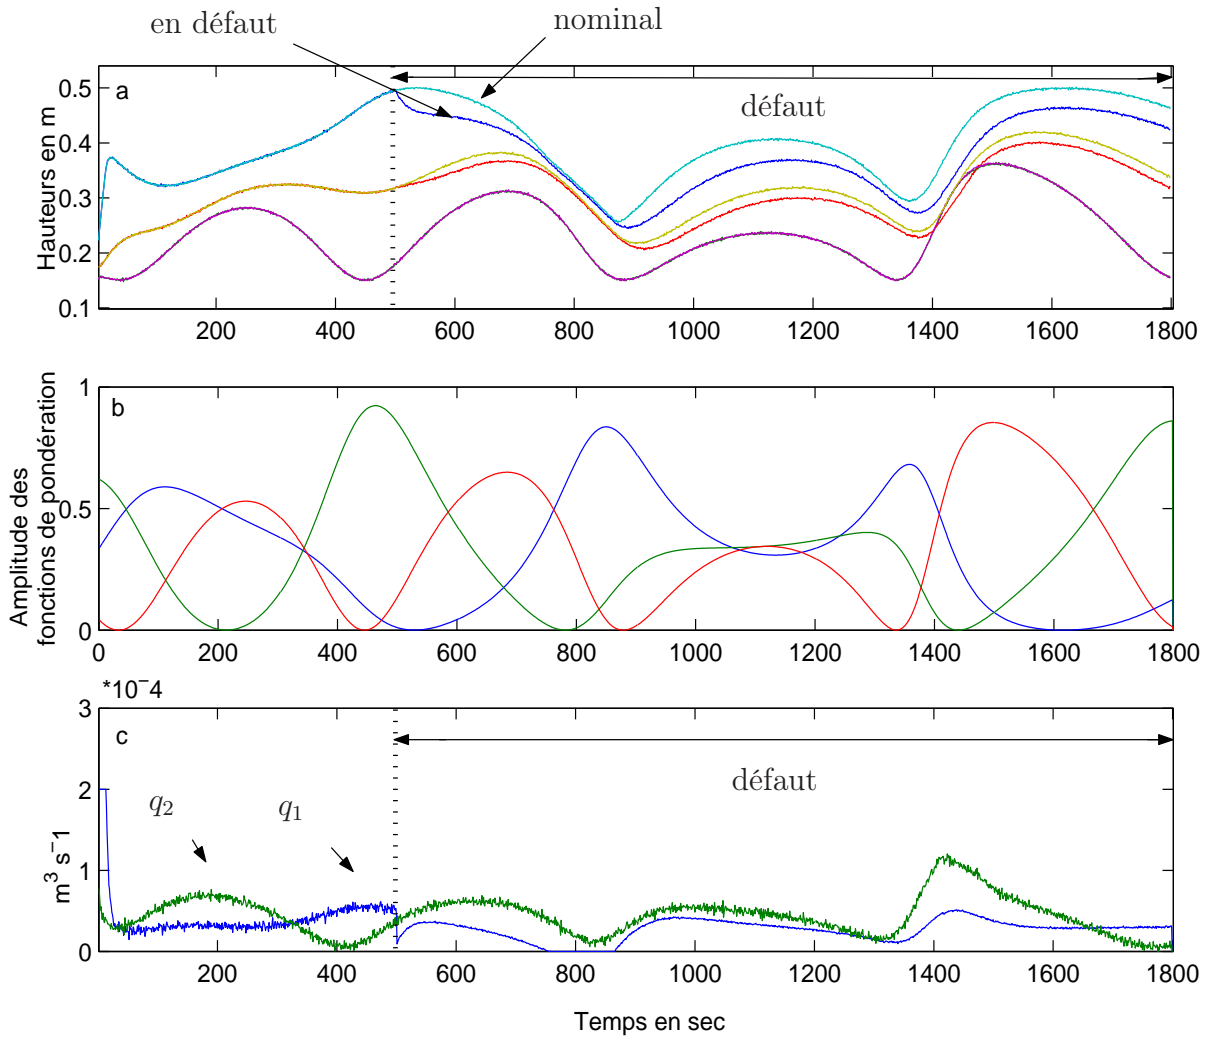 en défaut
nominal
a
défaut
Hauteurs en m
0.5
0.4
0.3
0.2
0.1
200 400 600 800 1000 1200 1400 1600 1800
b
Amplitude des
fonctions de pondération
1
0.5
0
0 200 400 600 800 1000 1200 1400 1600 1800
*10−4
c
défaut
q2
q1
m3 s−1
3
2
1
0
200 400 600 800 1000 1200 1400 1600 1800
Temps en sec